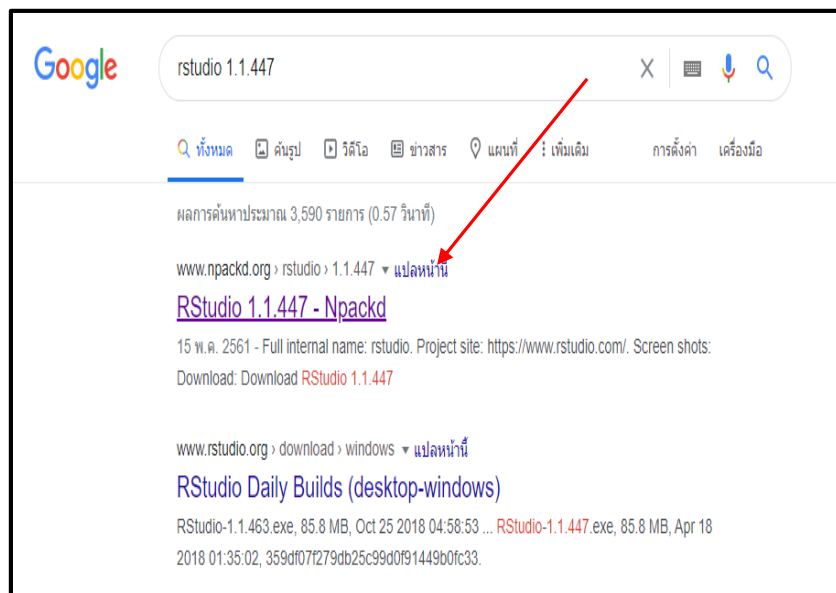 Google
rstudio 1.1.447
ทั้งหมด ค้นรูป วิดีโอ ข่าวสาร แผนที่ เพิ่มเติม การตั้งค่า เครื่องมือ
ผลการค้นหาประมาณ 3,590 รายการ (0.57 วินาที)
www.npackd.org › rstudio › 1.1.447 ▾ แปลหน้านี้
RStudio 1.1.447 - Npackd
15 พ.ค. 2561 - Full internal name: rstudio. Project site: https://www.rstudio.com/. Screen shots:
Download: Download RStudio 1.1.447
www.rstudio.org › download › windows ▾ แปลหน้านี้
RStudio Daily Builds (desktop-windows)
RStudio-1.1.463.exe, 85.8 MB, Oct 25 2018 04:58:53 ... RStudio-1.1.447.exe, 85.8 MB, Apr 18
2018 01:35:02, 359df07f279db25c99d0f91449b0fc33.